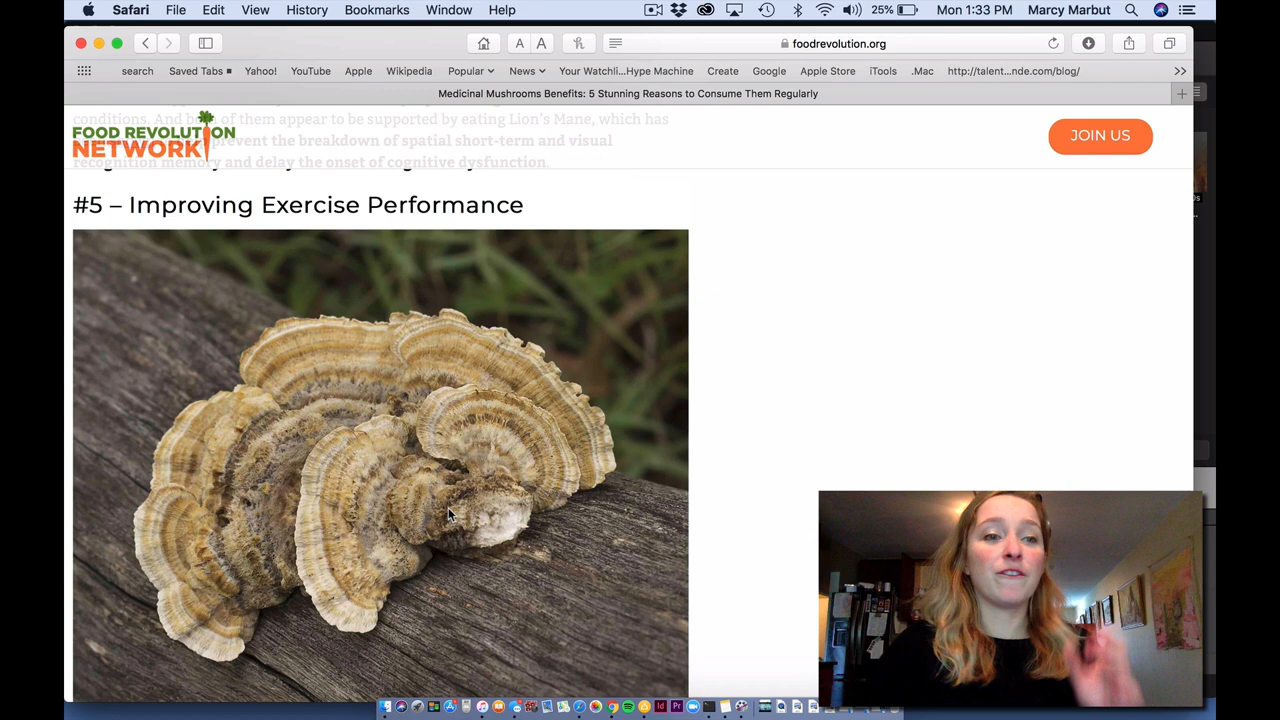 Safari File Edit View History Bookmarks Window Help 25% Mon 1:33 PM Marcy Marbut
A A foodrevolution.org
search Saved Tabs Yahoo! YouTube Apple Wikipedia Popular News Your Watchli...Hype Machine Create Google Apple Store iTools .Mac http://talent...nde.com/blog/
Medicinal Mushrooms Benefits: 5 Stunning Reasons to Consume Them Regularly
conditions. And both of them appear to be supported by eating Lion's Mane, which has
FOOD REVOLUTION
NETWORK
prevent the breakdown of spatial short-term and visual
recognition memory and delay the onset of cognitive dysfunction.
JOIN US
#5 – Improving Exercise Performance
Id Pr